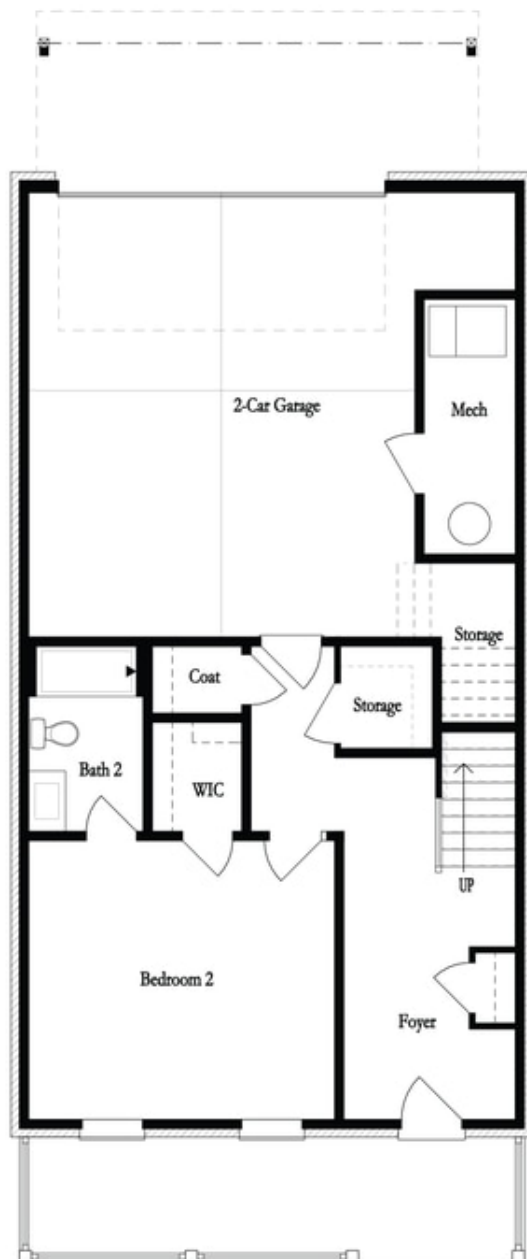 2-Car Garage
Mech
Storage
Coat
Storage
Bath 2
WIC
UP
Bedroom 2
Foyer